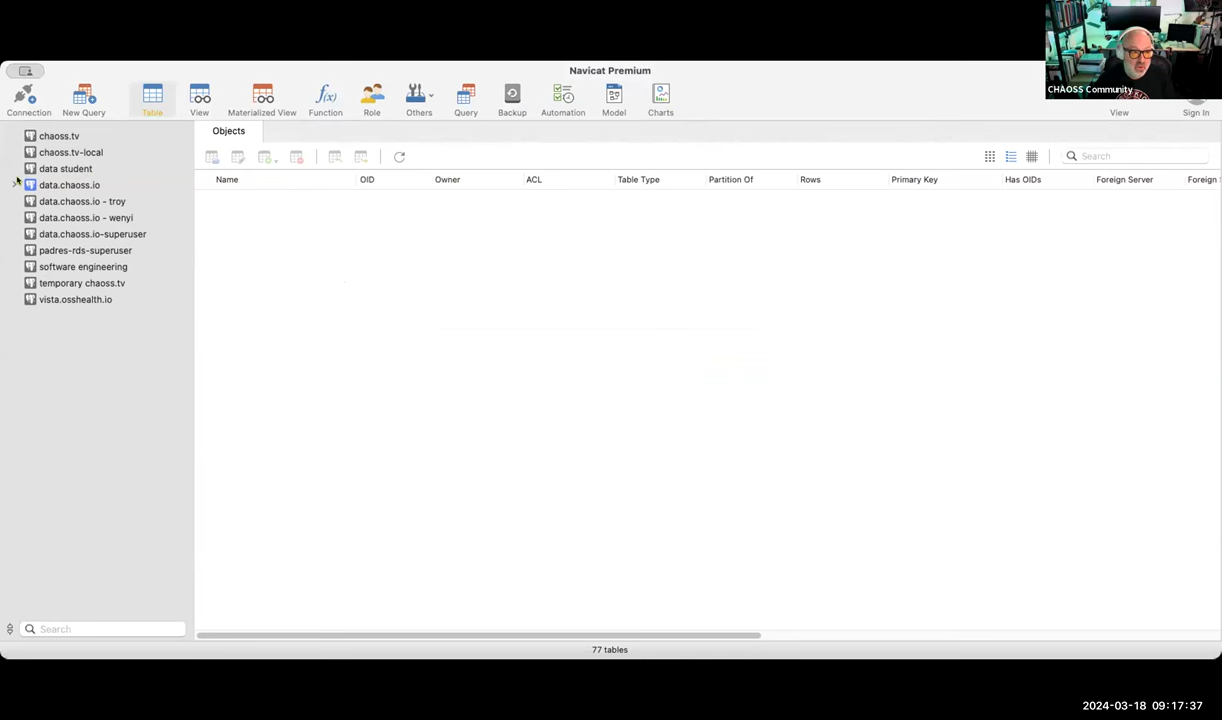 Navicat Premium
CHAOSS Community
Connection New Query Table View Materialized View Function Role Others Query Backup Automation Model Charts View Sign In
f(x)
Objects
Search
Name OID Owner ACL Table Type Partition Of Rows Primary Key Has OIDs Foreign Server Foreign
chaoss.tv
chaoss.tv-local
data student
data.chaoss.io
data.chaoss.io - troy
data.chaoss.io - wenyi
data.chaoss.io-superuser
padres-rds-superuser
software engineering
temporary chaoss.tv
vista.osshealth.io
Search
77 tables
2024-03-18 09:17:37